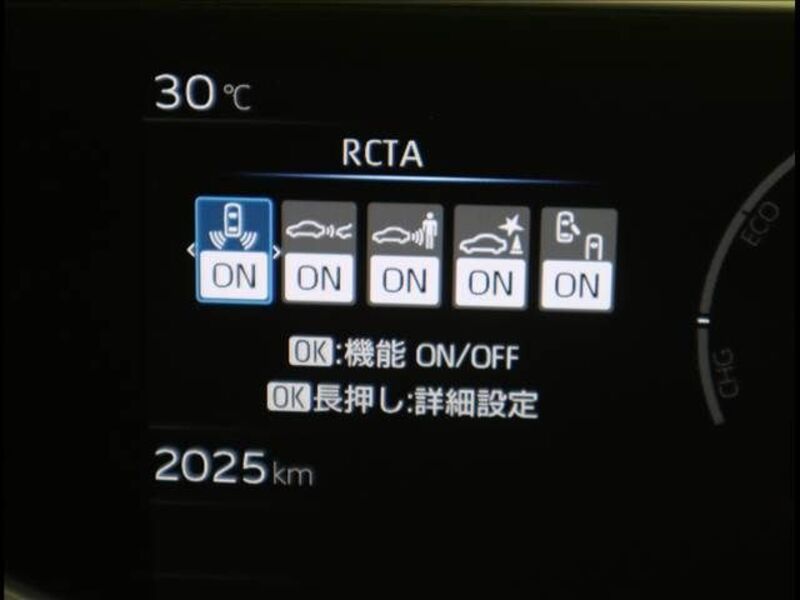 30℃
RCTA
ON ON ON ON ON
OK:機能 ON/OFF
OK長押し:詳細設定
2025km
ECO
CHG